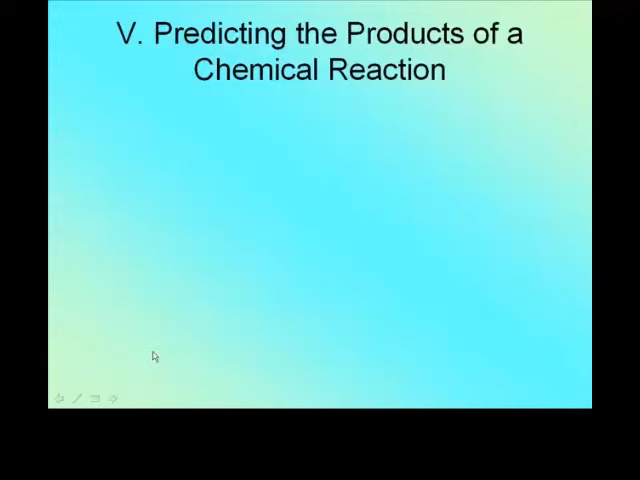 V. Predicting the Products of a
Chemical Reaction